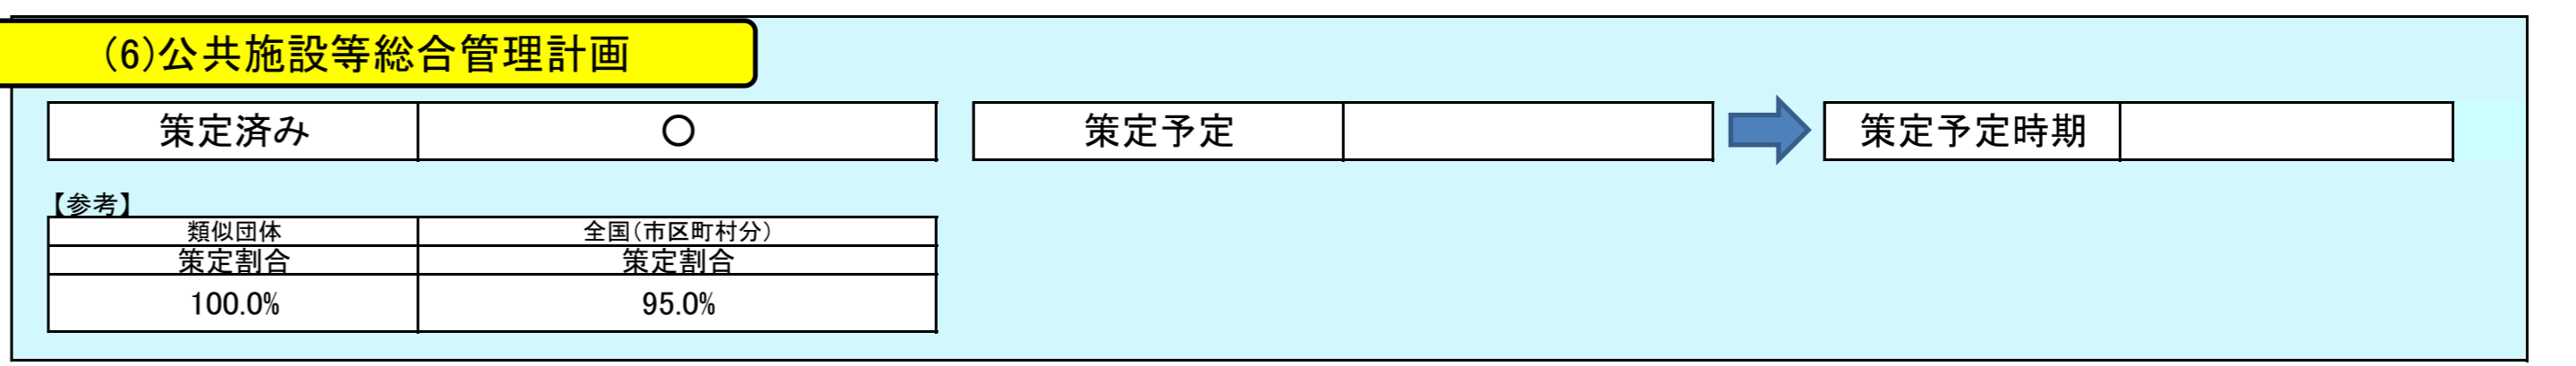 (6)公共施設等総合管理計画
策定済み ○ 策定予定 策定予定時期
【参考】
類似団体 全国(市区町村分)
策定割合 策定割合
100.0% 95.0%